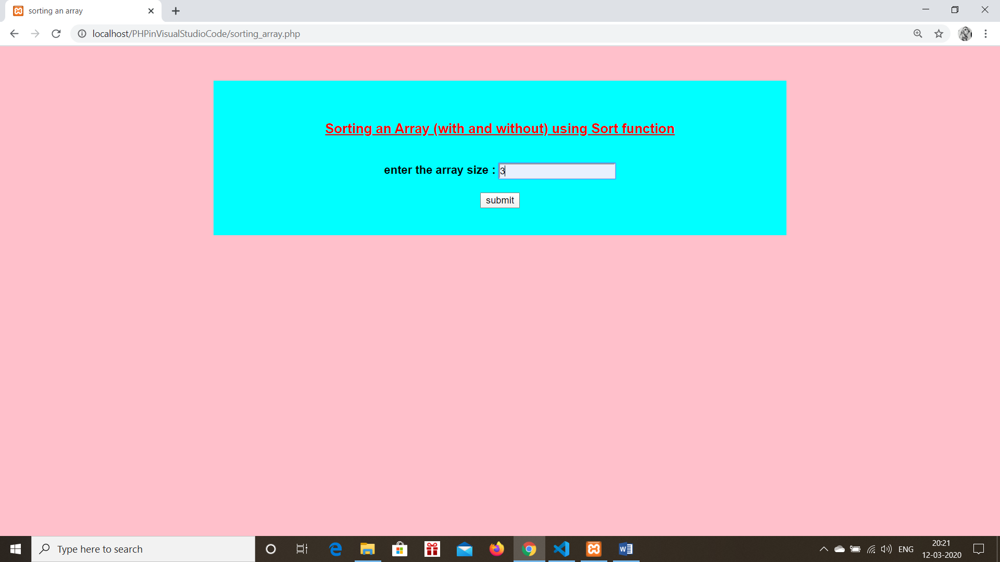 sorting an array
localhost/PHPinVisualStudioCode/sorting_array.php
Sorting an Array (with and without) using Sort function
enter the array size : 3
submit
Type here to search
ENG
20:21
12-03-2020